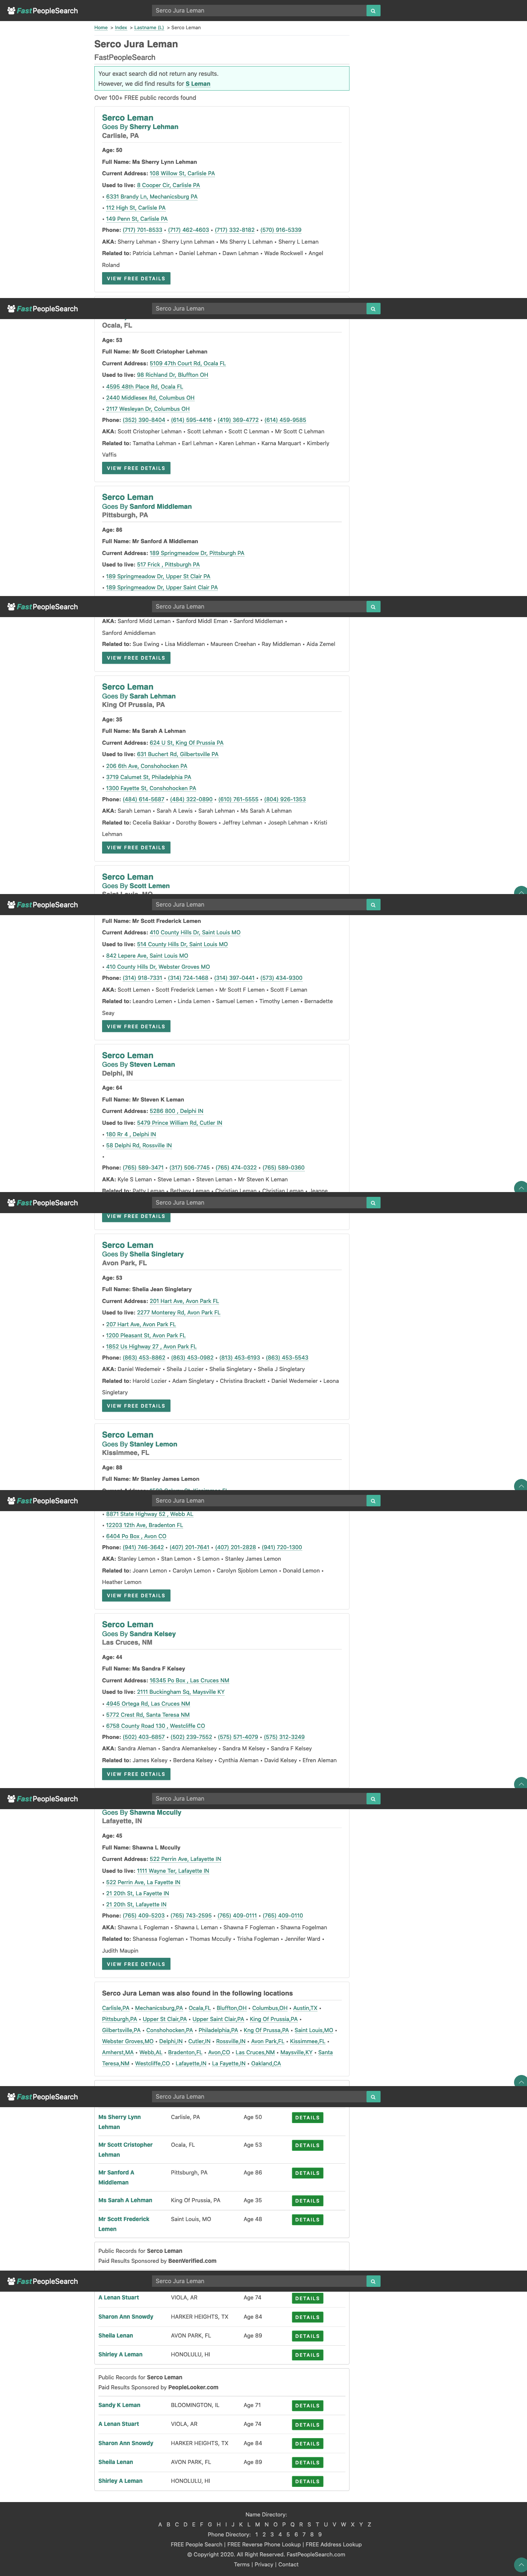 FastPeopleSearch
Serco Jura Leman
Home » Index » Lastname (L) » Serco Leman
Serco Jura Leman
FastPeopleSearch
Your exact search did not return any results.
However, we did find results for S Leman
Over 100+ FREE public records found
Serco Leman
Goes By Sherry Lehman
Carlisle, PA
Age: 50
Full Name: Ms Sherry Lynn Lehman
Current Address: 108 Willow St, Carlisle PA
Used to live: 8 Cooper Cir, Carlisle PA
• 6331 Brandy Ln, Mechanicsburg PA
• 112 High St, Carlisle PA
• 149 Penn St, Carlisle PA
Phone: (717) 701-8533 • (717) 462-4603 • (717) 332-8182 • (570) 916-5339
AKA: Sherry Lehman • Sherry Lynn Lehman • Ms Sherry L Lehman • Sherry L Leman
Related to: Patricia Lehman • Daniel Lehman • Dawn Lehman • Wade Rockwell • Angel
Roland
VIEW FREE DETAILS
FastPeopleSearch
Serco Jura Leman
Ocala, FL
Age: 53
Full Name: Mr Scott Cristopher Lehman
Current Address: 5109 47th Court Rd, Ocala FL
Used to live: 98 Richland Dr, Bluffton OH
• 4595 48th Place Rd, Ocala FL
• 2440 Middlesex Rd, Columbus OH
• 2117 Wesleyan Dr, Columbus OH
Phone: (352) 390-8404 • (614) 595-4416 • (419) 369-4772 • (614) 459-9585
AKA: Scott Cristopher Lehman • Scott Lehman • Scott C Lenman • Mr Scott C Lehman
Related to: Tamatha Lehman • Earl Lehman • Karen Lehman • Karna Marquart • Kimberly
Vaffis
VIEW FREE DETAILS
Serco Leman
Goes By Sanford Middleman
Pittsburgh, PA
Age: 86
Full Name: Mr Sanford A Middleman
Current Address: 189 Springmeadow Dr, Pittsburgh PA
Used to live: 517 Frick , Pittsburgh PA
• 189 Springmeadow Dr, Upper St Clair PA
• 189 Springmeadow Dr, Upper Saint Clair PA
FastPeopleSearch
Serco Jura Leman
AKA: Sanford Midd Leman • Sanford Middl Eman • Sanford Middleman •
Sanford Amiddleman
Related to: Sue Ewing • Lisa Middleman • Maureen Creehan • Ray Middleman • Aida Zemel
VIEW FREE DETAILS
Serco Leman
Goes By Sarah Lehman
King Of Prussia, PA
Age: 35
Full Name: Ms Sarah A Lehman
Current Address: 624 U St, King Of Prussia PA
Used to live: 631 Buchert Rd, Gilbertsville PA
• 206 6th Ave, Conshohocken PA
• 3719 Calumet St, Philadelphia PA
• 1300 Fayette St, Conshohocken PA
Phone: (484) 614-5687 • (484) 322-0890 • (610) 761-5555 • (804) 926-1353
AKA: Sarah Leman • Sarah A Lewis • Sarah Lehman • Ms Sarah A Lehman
Related to: Cecelia Bakkar • Dorothy Bowers • Jeffrey Lehman • Joseph Lehman • Kristi
Lehman
VIEW FREE DETAILS
Serco Leman
Goes By Scott Lemen
FastPeopleSearch
Serco Jura Leman
Full Name: Mr Scott Frederick Lemen
Current Address: 410 County Hills Dr, Saint Louis MO
Used to live: 514 County Hills Dr, Saint Louis MO
• 842 Lepere Ave, Saint Louis MO
• 410 County Hills Dr, Webster Groves MO
Phone: (314) 918-7331 • (314) 724-1468 • (314) 397-0441 • (573) 434-9300
AKA: Scott Lemen • Scott Frederick Lemen • Mr Scott F Lemen • Scott F Leman
Related to: Leandro Lemen • Linda Lemen • Samuel Lemen • Timothy Lemen • Bernadette
Seay
VIEW FREE DETAILS
Serco Leman
Goes By Steven Leman
Delphi, IN
Age: 64
Full Name: Mr Steven K Leman
Current Address: 5286 800 , Delphi IN
Used to live: 5479 Prince William Rd, Cutler IN
• 180 Rr 4 , Delphi IN
• 58 Delphi Rd, Rossville IN
•
Phone: (765) 589-3471 • (317) 506-7745 • (765) 474-0322 • (765) 589-0360
AKA: Kyle S Leman • Steve Leman • Steven Leman • Mr Steven K Leman
Related to: Patty Leman • Bethany Leman • Christian Leman • Christian Leman • Jeanne
FastPeopleSearch
Serco Jura Leman
VIEW FREE DETAILS
Serco Leman
Goes By Sheila Singletary
Avon Park, FL
Age: 53
Full Name: Sheila Jean Singletary
Current Address: 201 Hart Ave, Avon Park FL
Used to live: 2277 Monterey Rd, Avon Park FL
• 207 Hart Ave, Avon Park FL
• 1200 Pleasant St, Avon Park FL
• 1852 Us Highway 27 , Avon Park FL
Phone: (863) 453-8862 • (863) 453-0982 • (813) 453-6193 • (863) 453-5543
AKA: Daniel Wedemeir • Sheila J Lozier • Sheila Singletary • Sheila J Singletary
Related to: Harold Lozier • Adam Singletary • Christina Brackett • Daniel Wedemeier • Leona
Singletary
VIEW FREE DETAILS
Serco Leman
Goes By Stanley Lemon
Kissimmee, FL
Age: 88
Full Name: Mr Stanley James Lemon
FastPeopleSearch
Serco Jura Leman
• 8871 State Highway 52 , Webb AL
• 12203 12th Ave, Bradenton FL
• 6404 Po Box , Avon CO
Phone: (941) 746-3642 • (407) 201-7641 • (407) 201-2828 • (941) 720-1300
AKA: Stanley Lemon • Stan Lemon • S Lemon • Stanley James Lemon
Related to: Joann Lemon • Carolyn Lemon • Carolyn Sjoblom Lemon • Donald Lemon •
Heather Lemon
VIEW FREE DETAILS
Serco Leman
Goes By Sandra Kelsey
Las Cruces, NM
Age: 44
Full Name: Ms Sandra F Kelsey
Current Address: 16345 Po Box , Las Cruces NM
Used to live: 2111 Buckingham Sq, Maysville KY
• 4945 Ortega Rd, Las Cruces NM
• 5772 Crest Rd, Santa Teresa NM
• 6758 County Road 130 , Westcliffe CO
Phone: (502) 403-6857 • (502) 239-7552 • (575) 571-4079 • (575) 312-3249
AKA: Sandra Aleman • Sandra Alemankelsey • Sandra M Kelsey • Sandra F Kelsey
Related to: James Kelsey • Berdena Kelsey • Cynthia Aleman • David Kelsey • Efren Aleman
VIEW FREE DETAILS
FastPeopleSearch
Serco Jura Leman
Goes By Shawna Mccully
Lafayette, IN
Age: 45
Full Name: Shawna L Mccully
Current Address: 522 Perrin Ave, Lafayette IN
Used to live: 1111 Wayne Ter, Lafayette IN
• 522 Perrin Ave, La Fayette IN
• 21 20th St, La Fayette IN
• 21 20th St, Lafayette IN
Phone: (765) 409-5203 • (765) 743-2595 • (765) 409-0111 • (765) 409-0110
AKA: Shawna L Fogleman • Shawna L Leman • Shawna F Fogleman • Shawna Fogelman
Related to: Shanessa Fogleman • Thomas Mccully • Trisha Fogleman • Jennifer Ward •
Judith Maupin
VIEW FREE DETAILS
Serco Jura Leman was also found in the following locations
Carlisle,PA • Mechanicsburg,PA • Ocala,FL • Bluffton,OH • Columbus,OH • Austin,TX •
Pittsburgh,PA • Upper St Clair,PA • Upper Saint Clair,PA • King Of Prussia,PA •
Gilbertsville,PA • Conshohocken,PA • Philadelphia,PA • Kng Of Prussa,PA • Saint Louis,MO •
Webster Groves,MO • Delphi,IN • Cutler,IN • Rossville,IN • Avon Park,FL • Kissimmee,FL •
Amherst,MA • Webb,AL • Bradenton,FL • Avon,CO • Las Cruces,NM • Maysville,KY • Santa
Teresa,NM • Westcliffe,CO • Lafayette,IN • La Fayette,IN • Oakland,CA
FastPeopleSearch
Serco Jura Leman
Ms Sherry Lynn Lehman Carlisle, PA Age 50 DETAILS
Mr Scott Cristopher Lehman Ocala, FL Age 53 DETAILS
Mr Sanford A Middleman Pittsburgh, PA Age 86 DETAILS
Ms Sarah A Lehman King Of Prussia, PA Age 35 DETAILS
Mr Scott Frederick Lemen Saint Louis, MO Age 48 DETAILS
Public Records for Serco Leman
Paid Results Sponsored by BeenVerified.com
FastPeopleSearch
Serco Jura Leman
A Lenan Stuart VIOLA, AR Age 74 DETAILS
Sharon Ann Snowdy HARKER HEIGHTS, TX Age 84 DETAILS
Sheila Lenan AVON PARK, FL Age 89 DETAILS
Shirley A Leman HONOLULU, HI DETAILS
Public Records for Serco Leman
Paid Results Sponsored by PeopleLooker.com
Sandy K Leman BLOOMINGTON, IL Age 71 DETAILS
A Lenan Stuart VIOLA, AR Age 74 DETAILS
Sharon Ann Snowdy HARKER HEIGHTS, TX Age 84 DETAILS
Sheila Lenan AVON PARK, FL Age 89 DETAILS
Shirley A Leman HONOLULU, HI DETAILS
Name Directory:
A B C D E F G H I J K L M N O P Q R S T U V W X Y Z
Phone Directory: 1 2 3 4 5 6 7 8 9
FREE People Search | FREE Reverse Phone Lookup | FREE Address Lookup
© Copyright 2020. All Right Reserved. FastPeopleSearch.com
Terms | Privacy | Contact